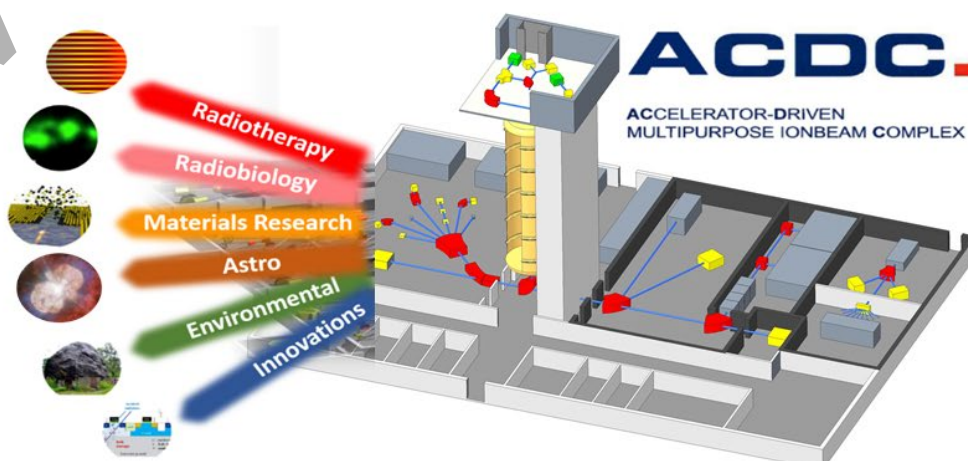 ACDC
ACCELERATOR-DRIVEN
MULTIPURPOSE IONBEAM COMPLEX
Radiotherapy
Radiobiology
Materials Research
Astro
Environmental
Innovations